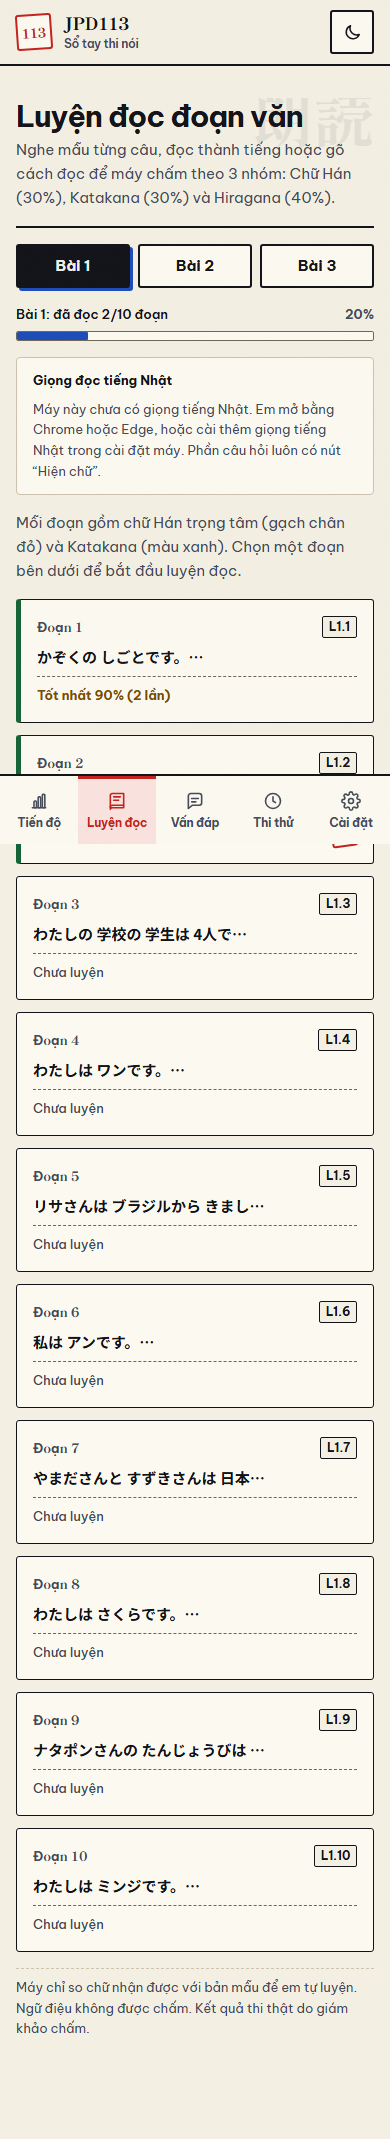 113
JPD113
Sổ tay thi nói
朗読
Luyện đọc đoạn văn
Nghe mẫu từng câu, đọc thành tiếng hoặc gõ
cách đọc để máy chấm theo 3 nhóm: Chữ Hán
(30%), Katakana (30%) và Hiragana (40%).
Bài 1
Bài 2
Bài 3
Bài 1: đã đọc 2/10 đoạn
20%
Giọng đọc tiếng Nhật
Máy này chưa có giọng tiếng Nhật. Em mở bằng
Chrome hoặc Edge, hoặc cài thêm giọng tiếng
Nhật trong cài đặt máy. Phần câu hỏi luôn có nút
“Hiện chữ”.
Mỗi đoạn gồm chữ Hán trọng tâm (gạch chân
đỏ) và Katakana (màu xanh). Chọn một đoạn
bên dưới để bắt đầu luyện đọc.
Đoạn 1
L1.1
かぞくの しごとです。…
Tốt nhất 90% (2 lần)
Đoạn 2
L1.2
Tiến độ
Luyện đọc
Vấn đáp
Thi thử
Cài đặt
Đoạn 3
L1.3
わたしの 学校の 学生は 4人で…
Chưa luyện
Đoạn 4
L1.4
わたしは ワンです。…
Chưa luyện
Đoạn 5
L1.5
リサさんは ブラジルから きまし…
Chưa luyện
Đoạn 6
L1.6
私は アンです。…
Chưa luyện
Đoạn 7
L1.7
やまださんと すずきさんは 日本…
Chưa luyện
Đoạn 8
L1.8
わたしは さくらです。…
Chưa luyện
Đoạn 9
L1.9
ナタポンさんの たんじょうびは …
Chưa luyện
Đoạn 10
L1.10
わたしは ミンジです。…
Chưa luyện
Máy chỉ so chữ nhận được với bản mẫu để em tự luyện.
Ngữ điệu không được chấm. Kết quả thi thật do giám
khảo chấm.